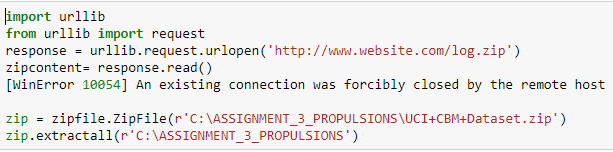 import urllib
from urllib import request
response = urllib.request.urlopen('http://www.website.com/log.zip')
zipcontent= response.read()
[WinError 10054] An existing connection was forcibly closed by the remote host
zip = zipfile.ZipFile(r'C:\ASSIGNMENT_3_PROPULSIONS\UCI+CBM+Dataset.zip')
zip.extractall(r'C:\ASSIGNMENT_3_PROPULSIONS')